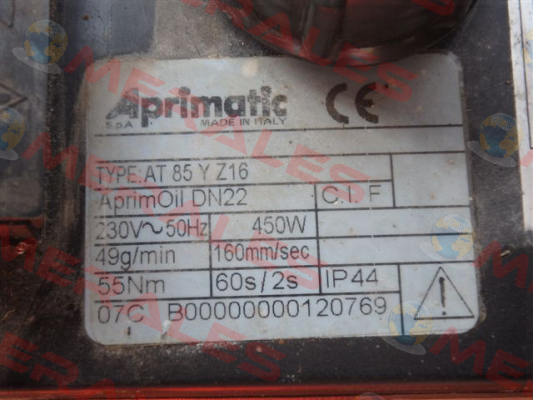 Aprimatic
S.p.A MADE IN ITALY
CE
TYPE: AT 85 Y Z16
AprimOil DN22 C.I. F
230V~50Hz 450W
49g/min 160mm/sec
55Nm 60s/2s IP44
07C B00000000120769
MERALES